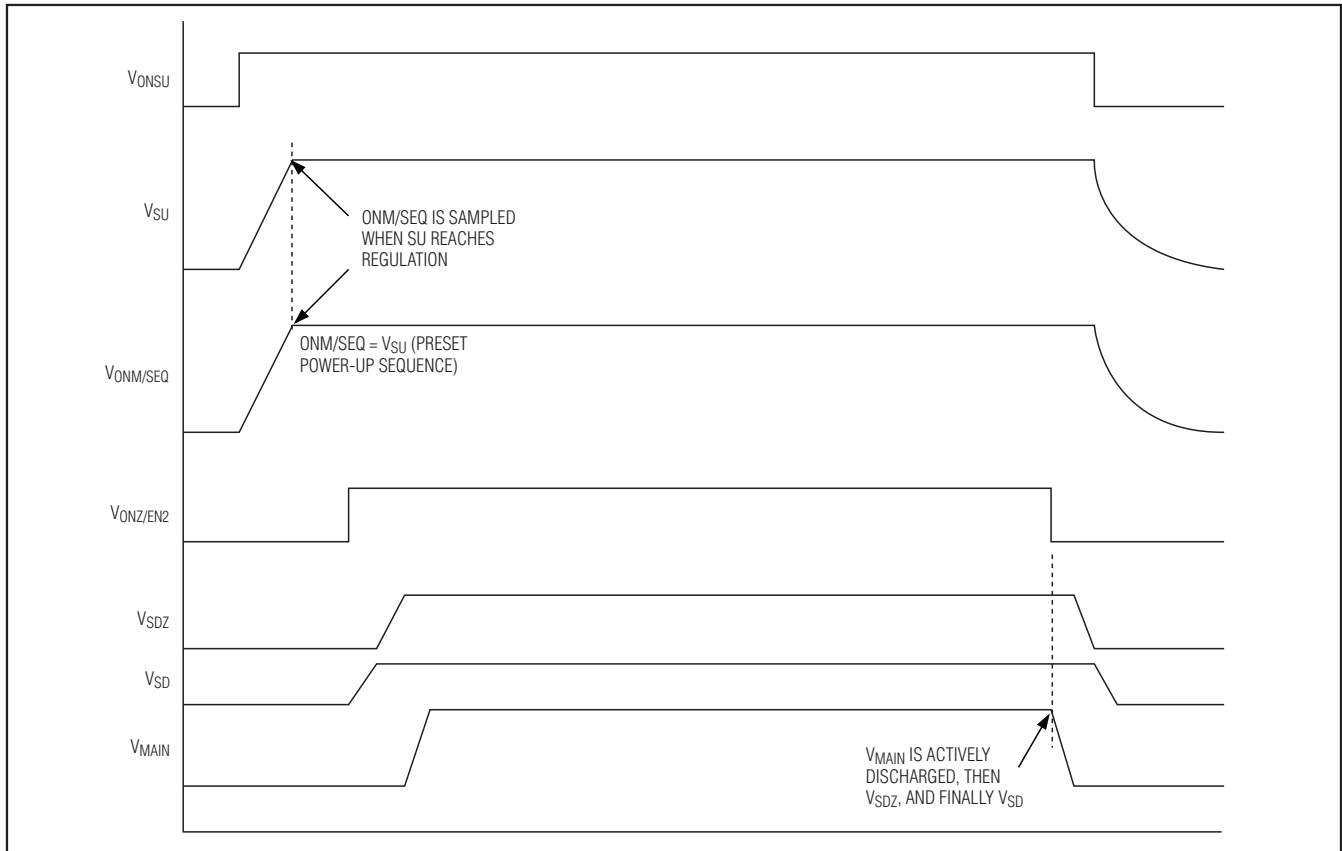 VONSU
VSU
ONM/SEQ IS SAMPLED
WHEN SU REACHES
REGULATION
ONM/SEQ = VSU (PRESET
POWER-UP SEQUENCE)
VONM/SEQ
VONZ/EN2
VSDZ
VSD
VMAIN
VMAIN IS ACTIVELY
DISCHARGED, THEN
VSDZ, AND FINALLY VSD